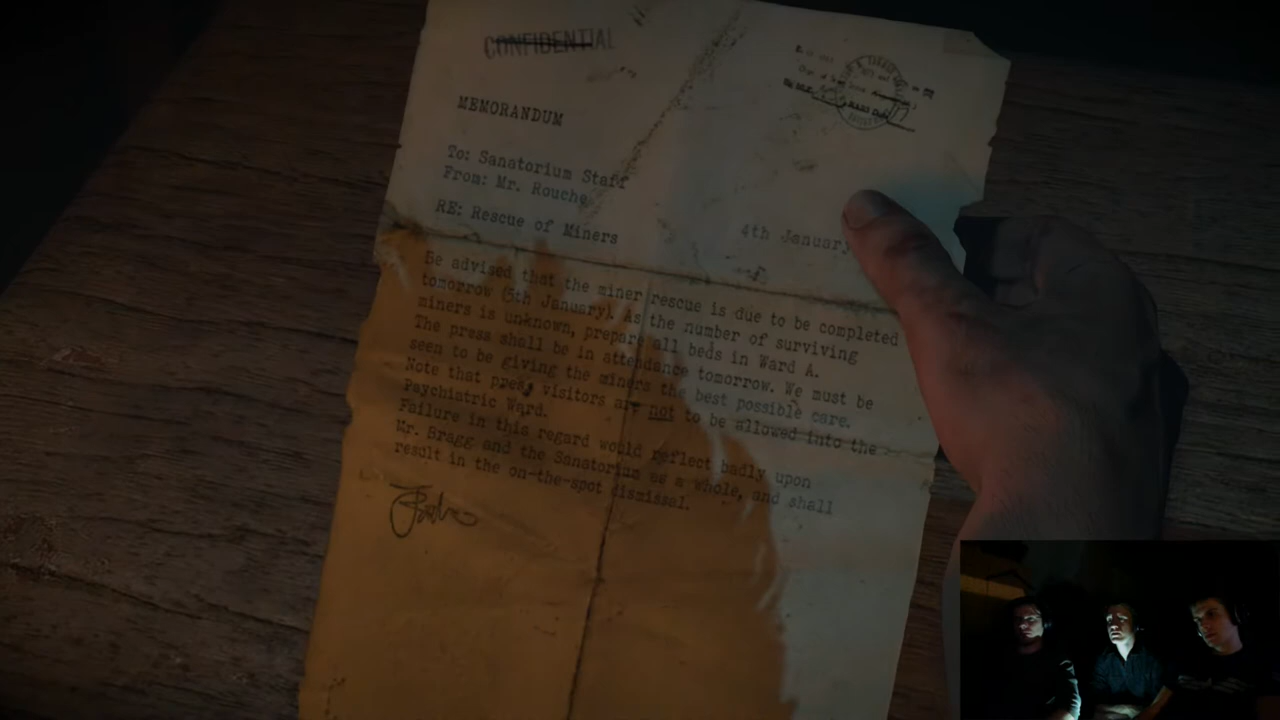 CONFIDENTIAL
MEMORANDUM
To: Sanatorium Staff
From: Mr. Rouche
RE: Rescue of Miners
4th January
Be advised that the miner rescue is due to be completed
tomorrow (5th January). As the number of surviving
miners is unknown, prepare all beds in Ward A.
The press shall be in attendance tomorrow. We must be
seen to be giving the miners the best possible care.
Note that press visitors are not to be allowed into the
Psychiatric Ward.
Failure in this regard would reflect badly upon
Mr. Bragg and the Sanatorium as a whole, and shall
result in the on-the-spot dismissal.